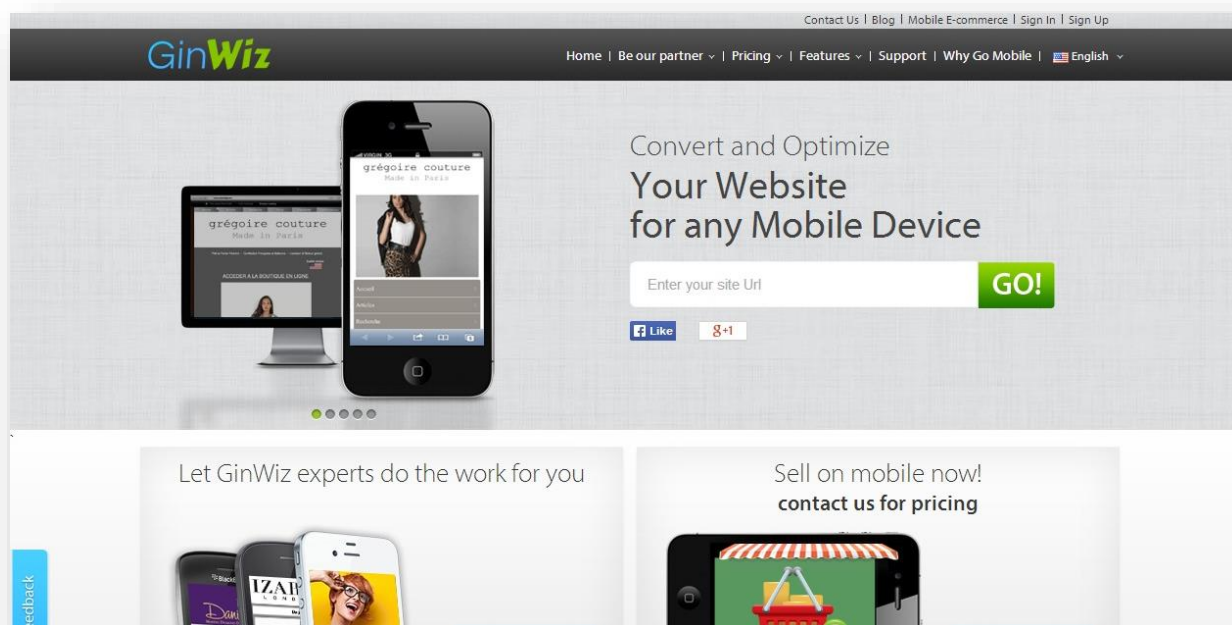 Contact Us | Blog | Mobile E-commerce | Sign In | Sign Up
GinWiz
Home | Be our partner | Pricing | Features | Support | Why Go Mobile | English
grégoire couture
Made in Paris
grégoire couture
Made in Paris
ACCEDER A LA BOUTIQUE EN LIGNE
Accueil
Articles
Recherche
Convert and Optimize
Your Website
for any Mobile Device
Enter your site Url
GO!
Like
g+1
Let GinWiz experts do the work for you
Sell on mobile now!
contact us for pricing